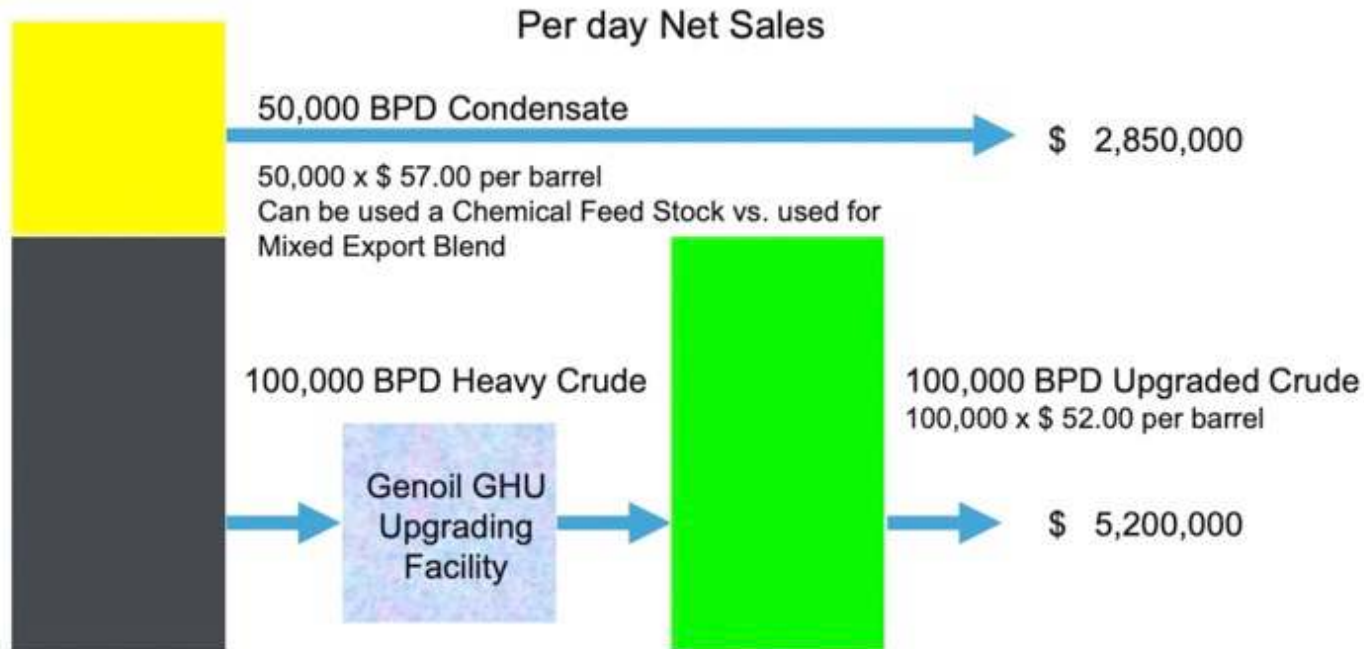 Per day Net Sales
50,000 BPD Condensate
$ 2,850,000
50,000 x $ 57.00 per barrel
Can be used a Chemical Feed Stock vs. used for
Mixed Export Blend
100,000 BPD Heavy Crude
100,000 BPD Upgraded Crude
100,000 x $ 52.00 per barrel
Genoil GHU
Upgrading
Facility
$ 5,200,000